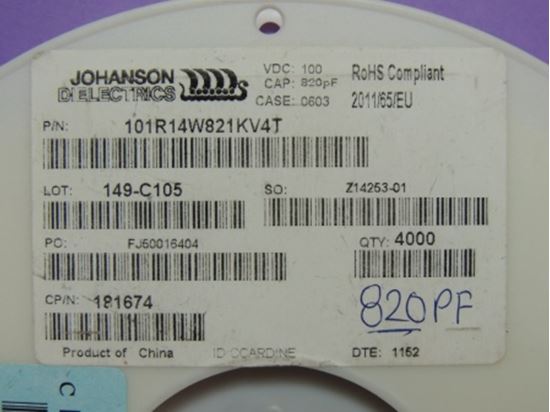 JOHANSON
DIELECTRICS
VDC: 100
CAP: 820pF
CASE: 0603
RoHS Compliant
2011/65/EU
P/N: 101R14W821KV4T
LOT: 149-C105
SO: Z14253-01
PO: FJ50016404
QTY: 4000
CP/N: 181674
820PF
Product of China
DTE: 1152